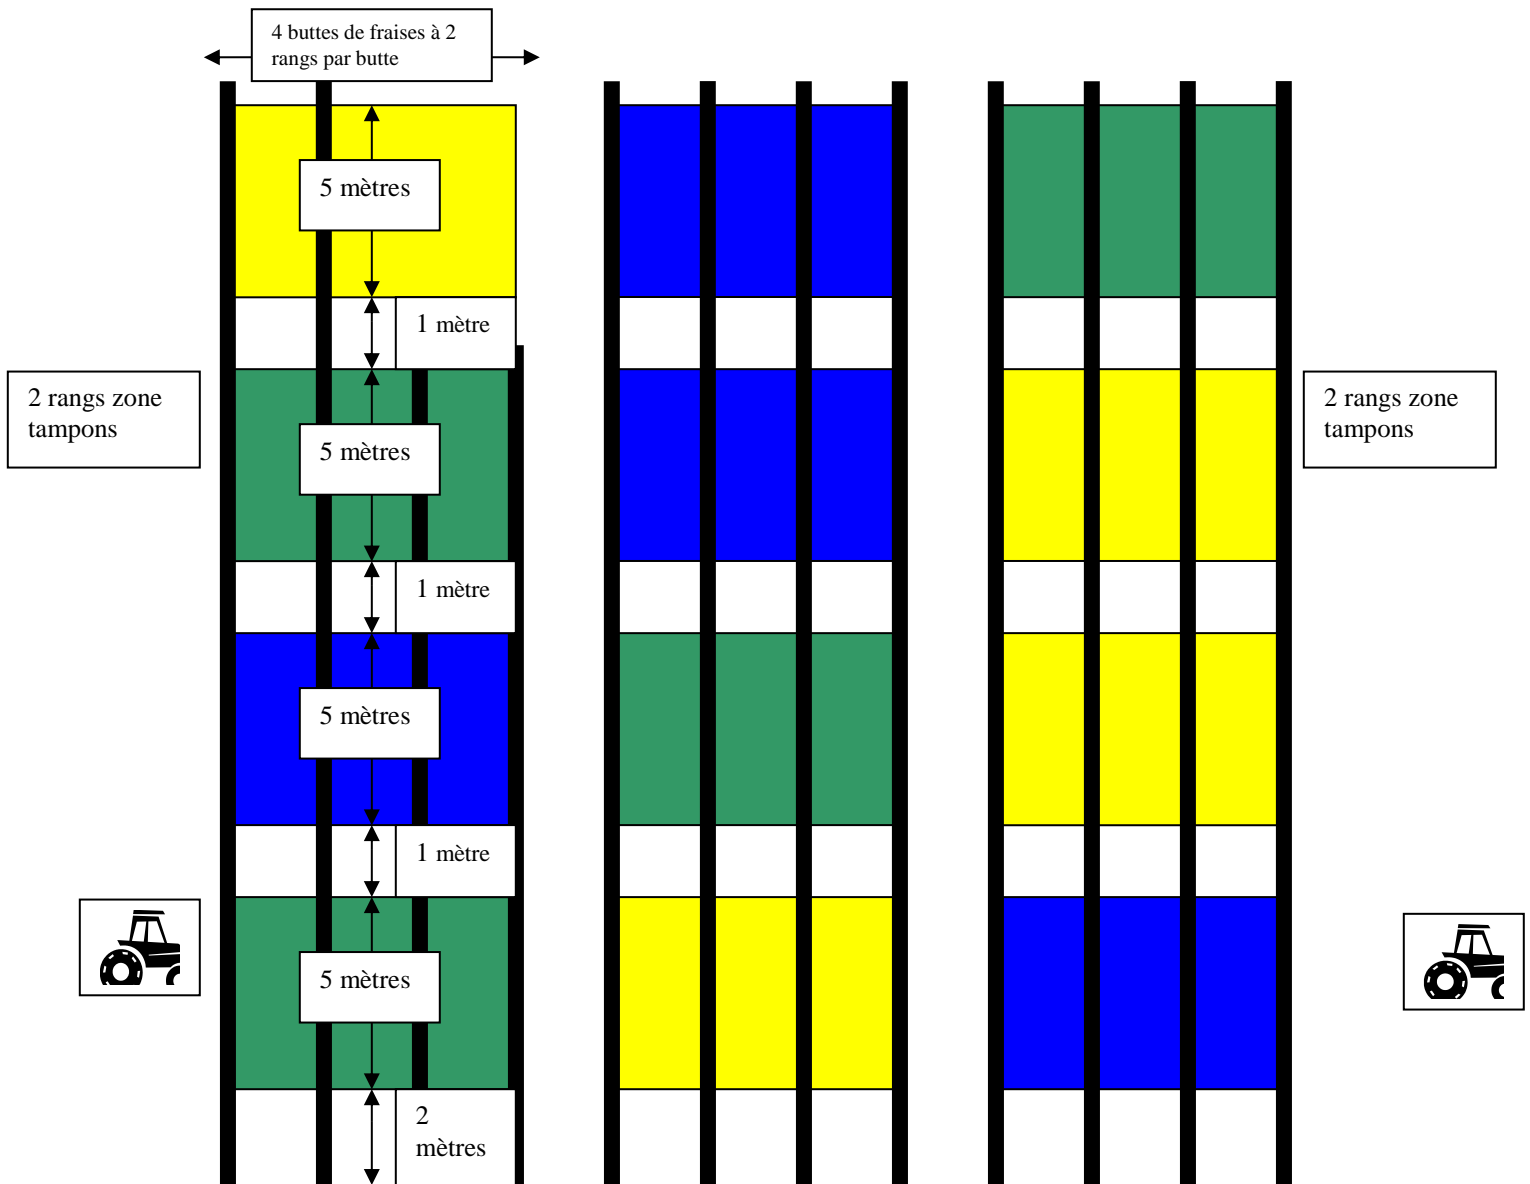 4 buttes de fraises à 2
rangs par butte
5 mètres
1 mètre
2 rangs zone
tampons
2 rangs zone
tampons
5 mètres
1 mètre
5 mètres
1 mètre
5 mètres
2
mètres